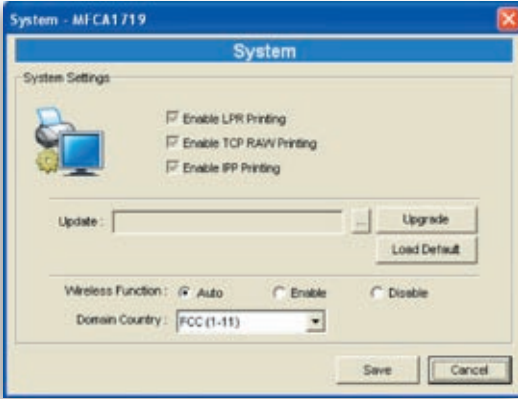 System - MFCA1719
System
System Settings
Enable LPR Printing
Enable TCP RAW Printing
Enable IPP Printing
Update : ... Upgrade
Load Default
Wireless Function : Auto Enable Disable
Domain Country : FCC (1-11)
Save Cancel